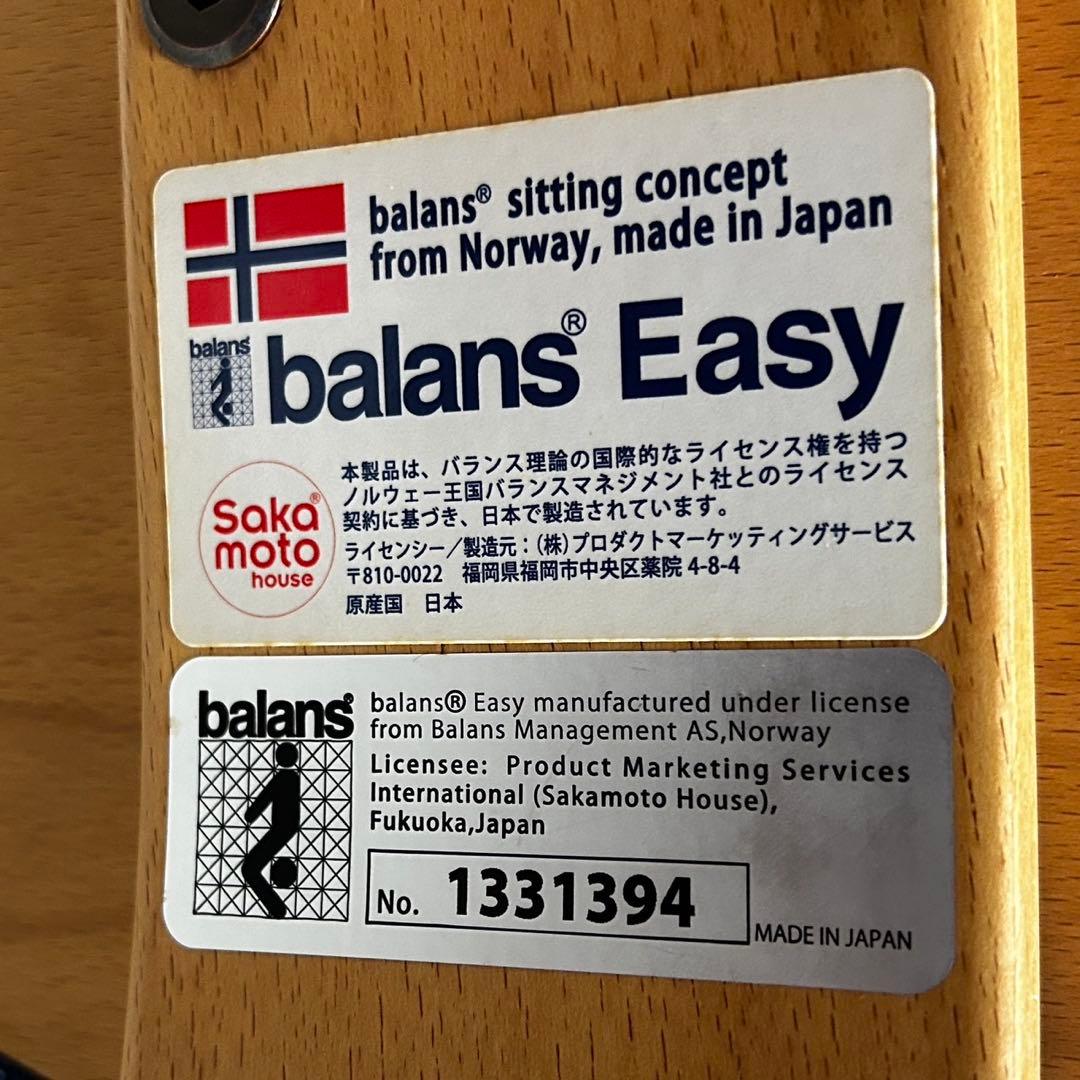 balans® sitting concept
from Norway, made in Japan
balans
balans® Easy
Saka®
moto
house
本製品は、バランス理論の国際的なライセンス権を持つ
ノルウェー王国バランスマネジメント社とのライセンス
契約に基づき、日本で製造されています。
ライセンシー／製造元：（株）プロダクトマーケッティングサービス
〒810-0022　福岡県福岡市中央区薬院 4-8-4
原産国　日本
balans®
balans® Easy manufactured under license
from Balans Management AS,Norway
Licensee: Product Marketing Services
International (Sakamoto House),
Fukuoka,Japan
No. 1331394
MADE IN JAPAN